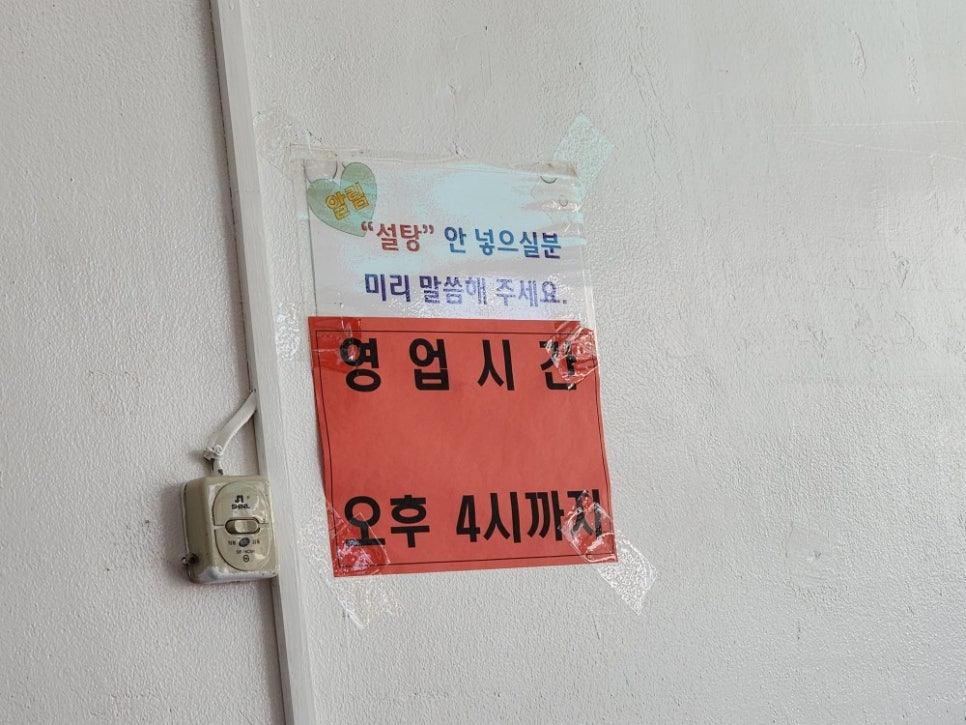 알림
“설탕” 안 넣으실분
미리 말씀해 주세요.
영업시간
오후 4시까지